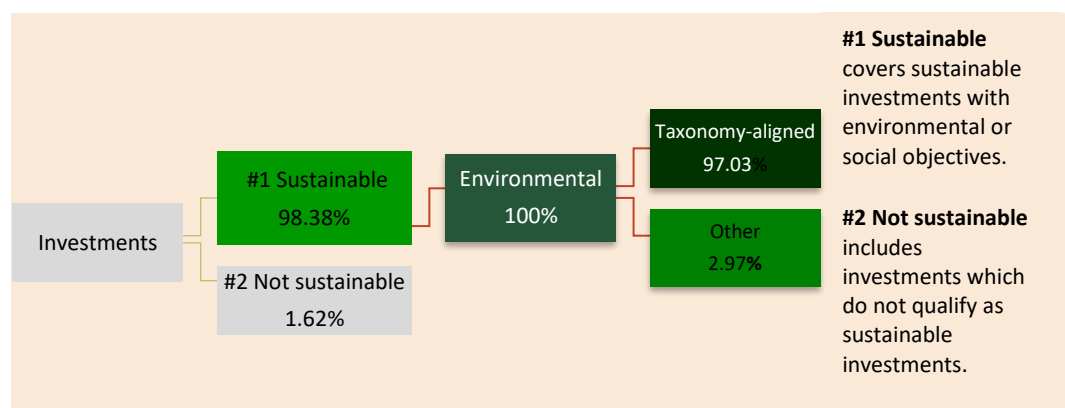 Investments
#1 Sustainable
98.38%
#2 Not sustainable
1.62%
Environmental
100%
Taxonomy-aligned
97.03%
Other
2.97%
#1 Sustainable
covers sustainable
investments with
environmental or
social objectives.
#2 Not sustainable
includes
investments which
do not qualify as
sustainable
investments.